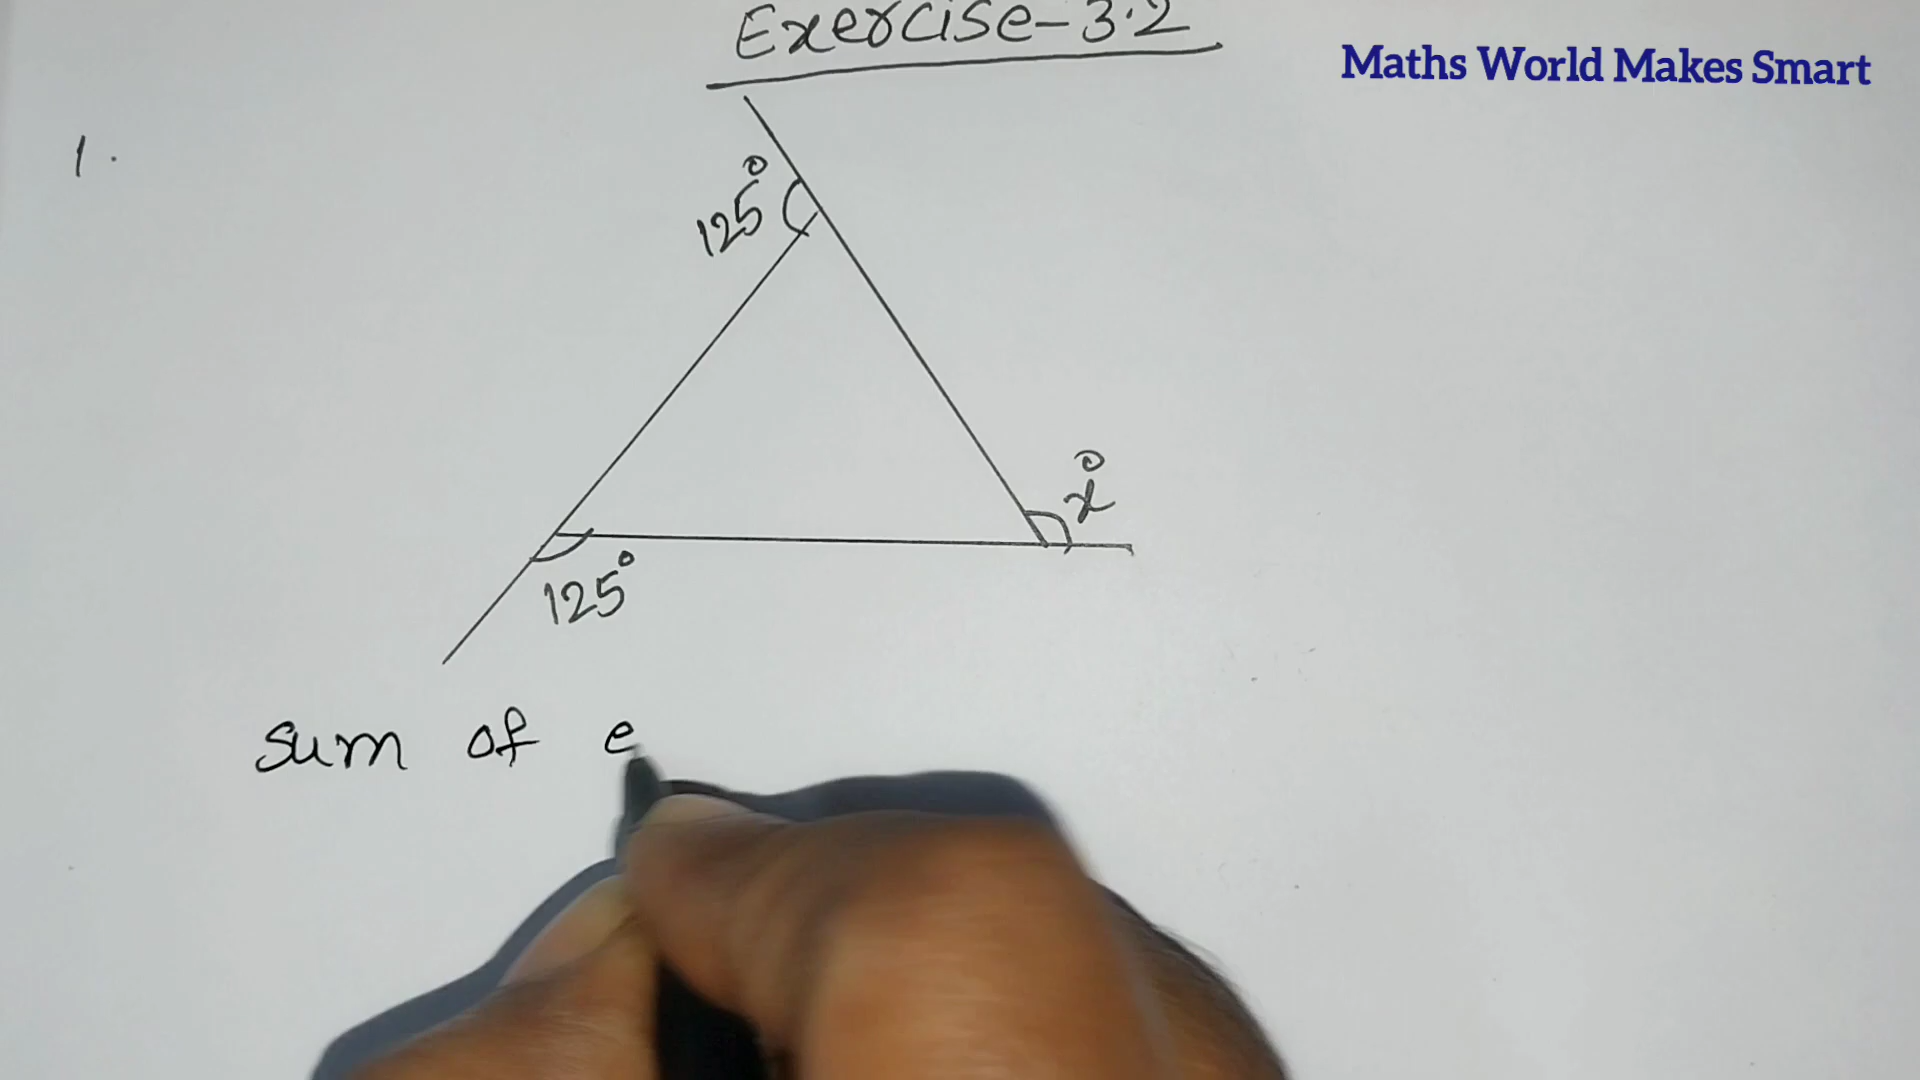 Exercise-3.2
Maths World Makes Smart
1.
125°
x°
125°
sum of e